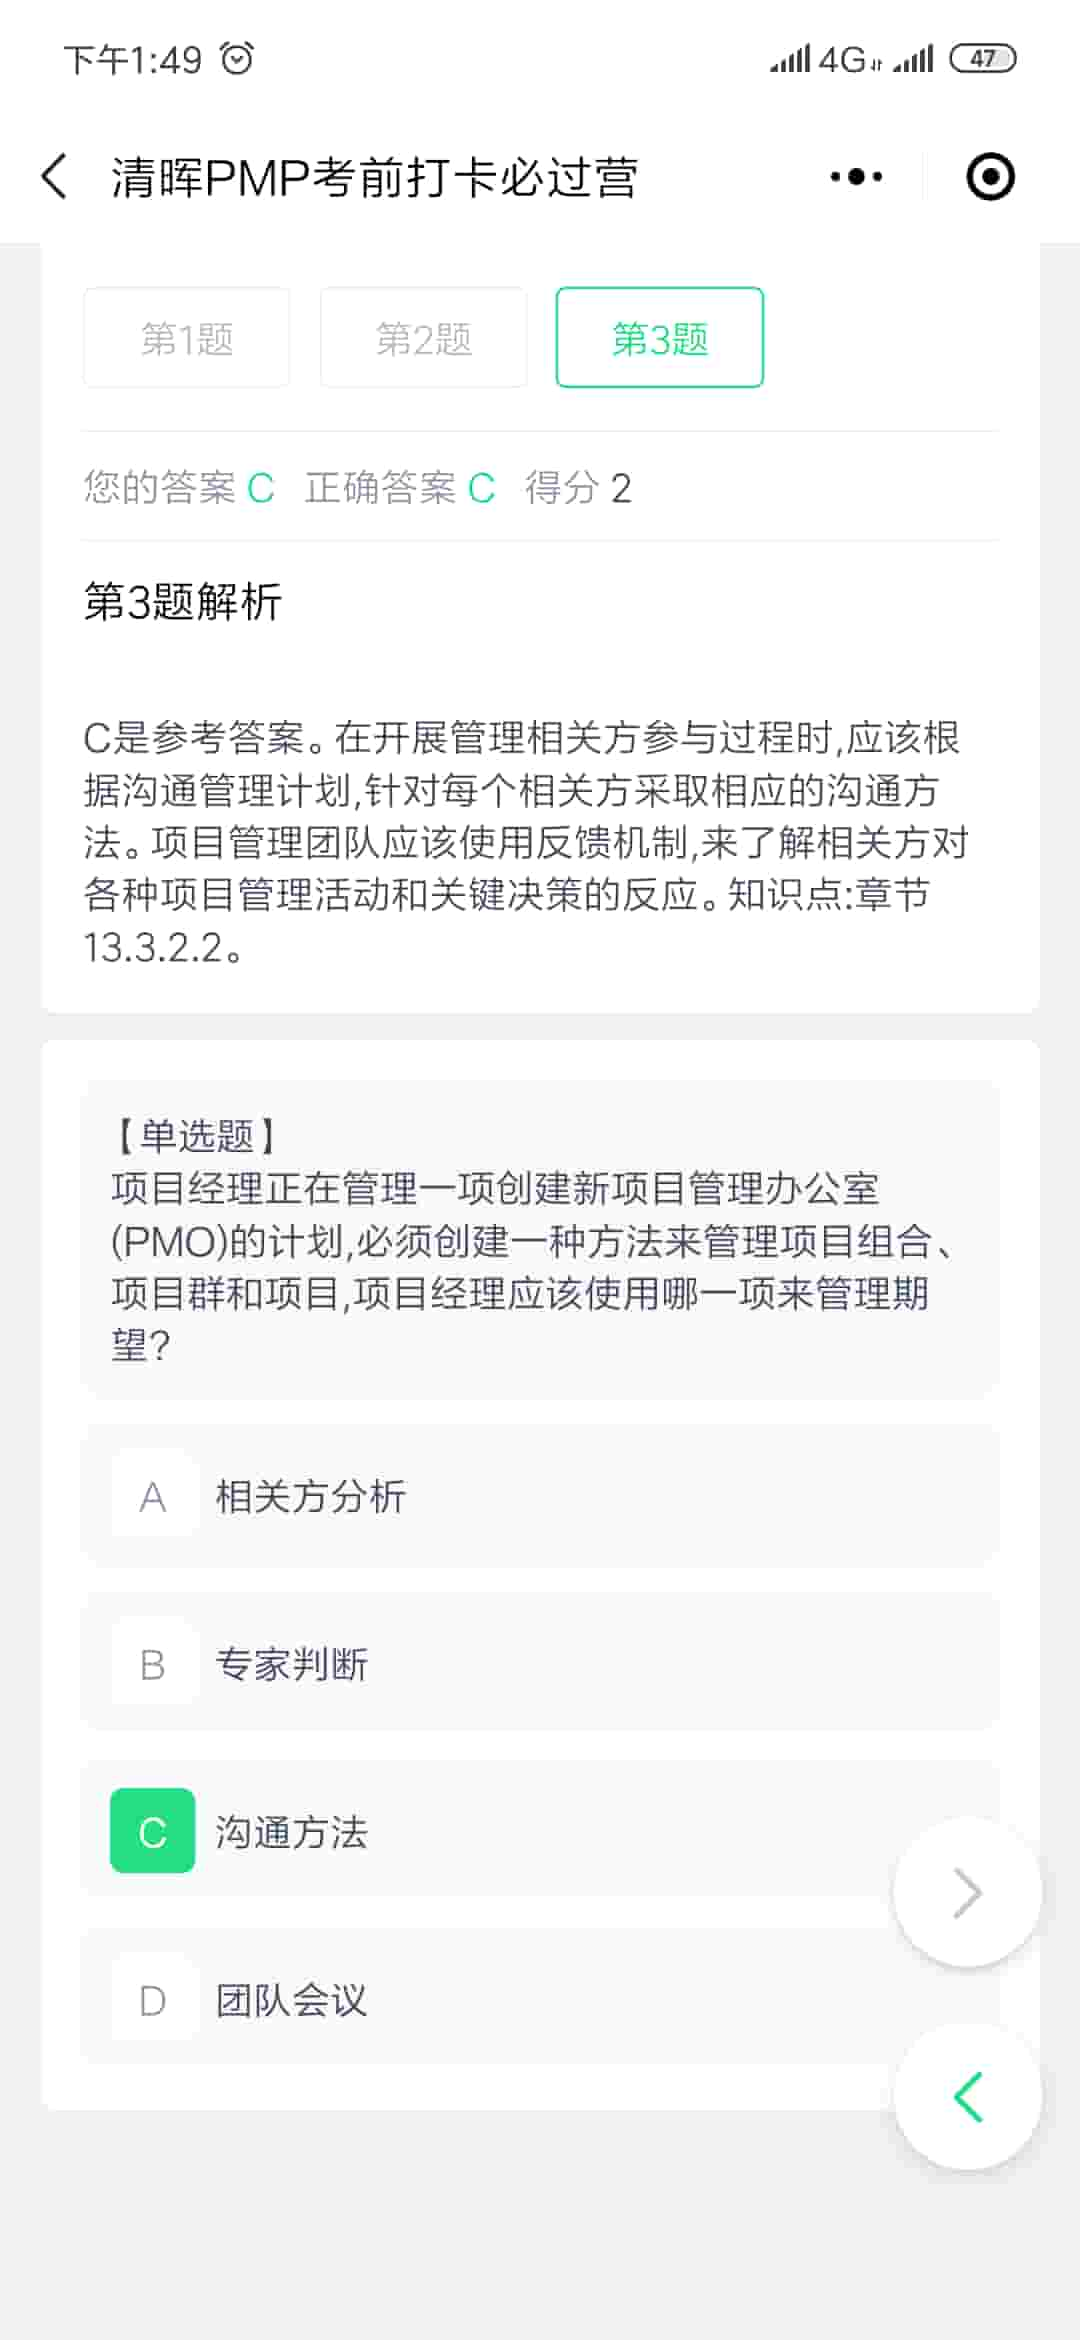 下午1:49 4G 47
清晖PMP考前打卡必过营
第1题 第2题 第3题
您的答案 C 正确答案 C 得分 2
第3题解析
C是参考答案。在开展管理相关方参与过程时,应该根
据沟通管理计划,针对每个相关方采取相应的沟通方
法。项目管理团队应该使用反馈机制,来了解相关方对
各种项目管理活动和关键决策的反应。知识点:章节
13.3.2.2。
【单选题】
项目经理正在管理一项创建新项目管理办公室
(PMO)的计划,必须创建一种方法来管理项目组合、
项目群和项目,项目经理应该使用哪一项来管理期
望?
A 相关方分析
B 专家判断
C 沟通方法
D 团队会议